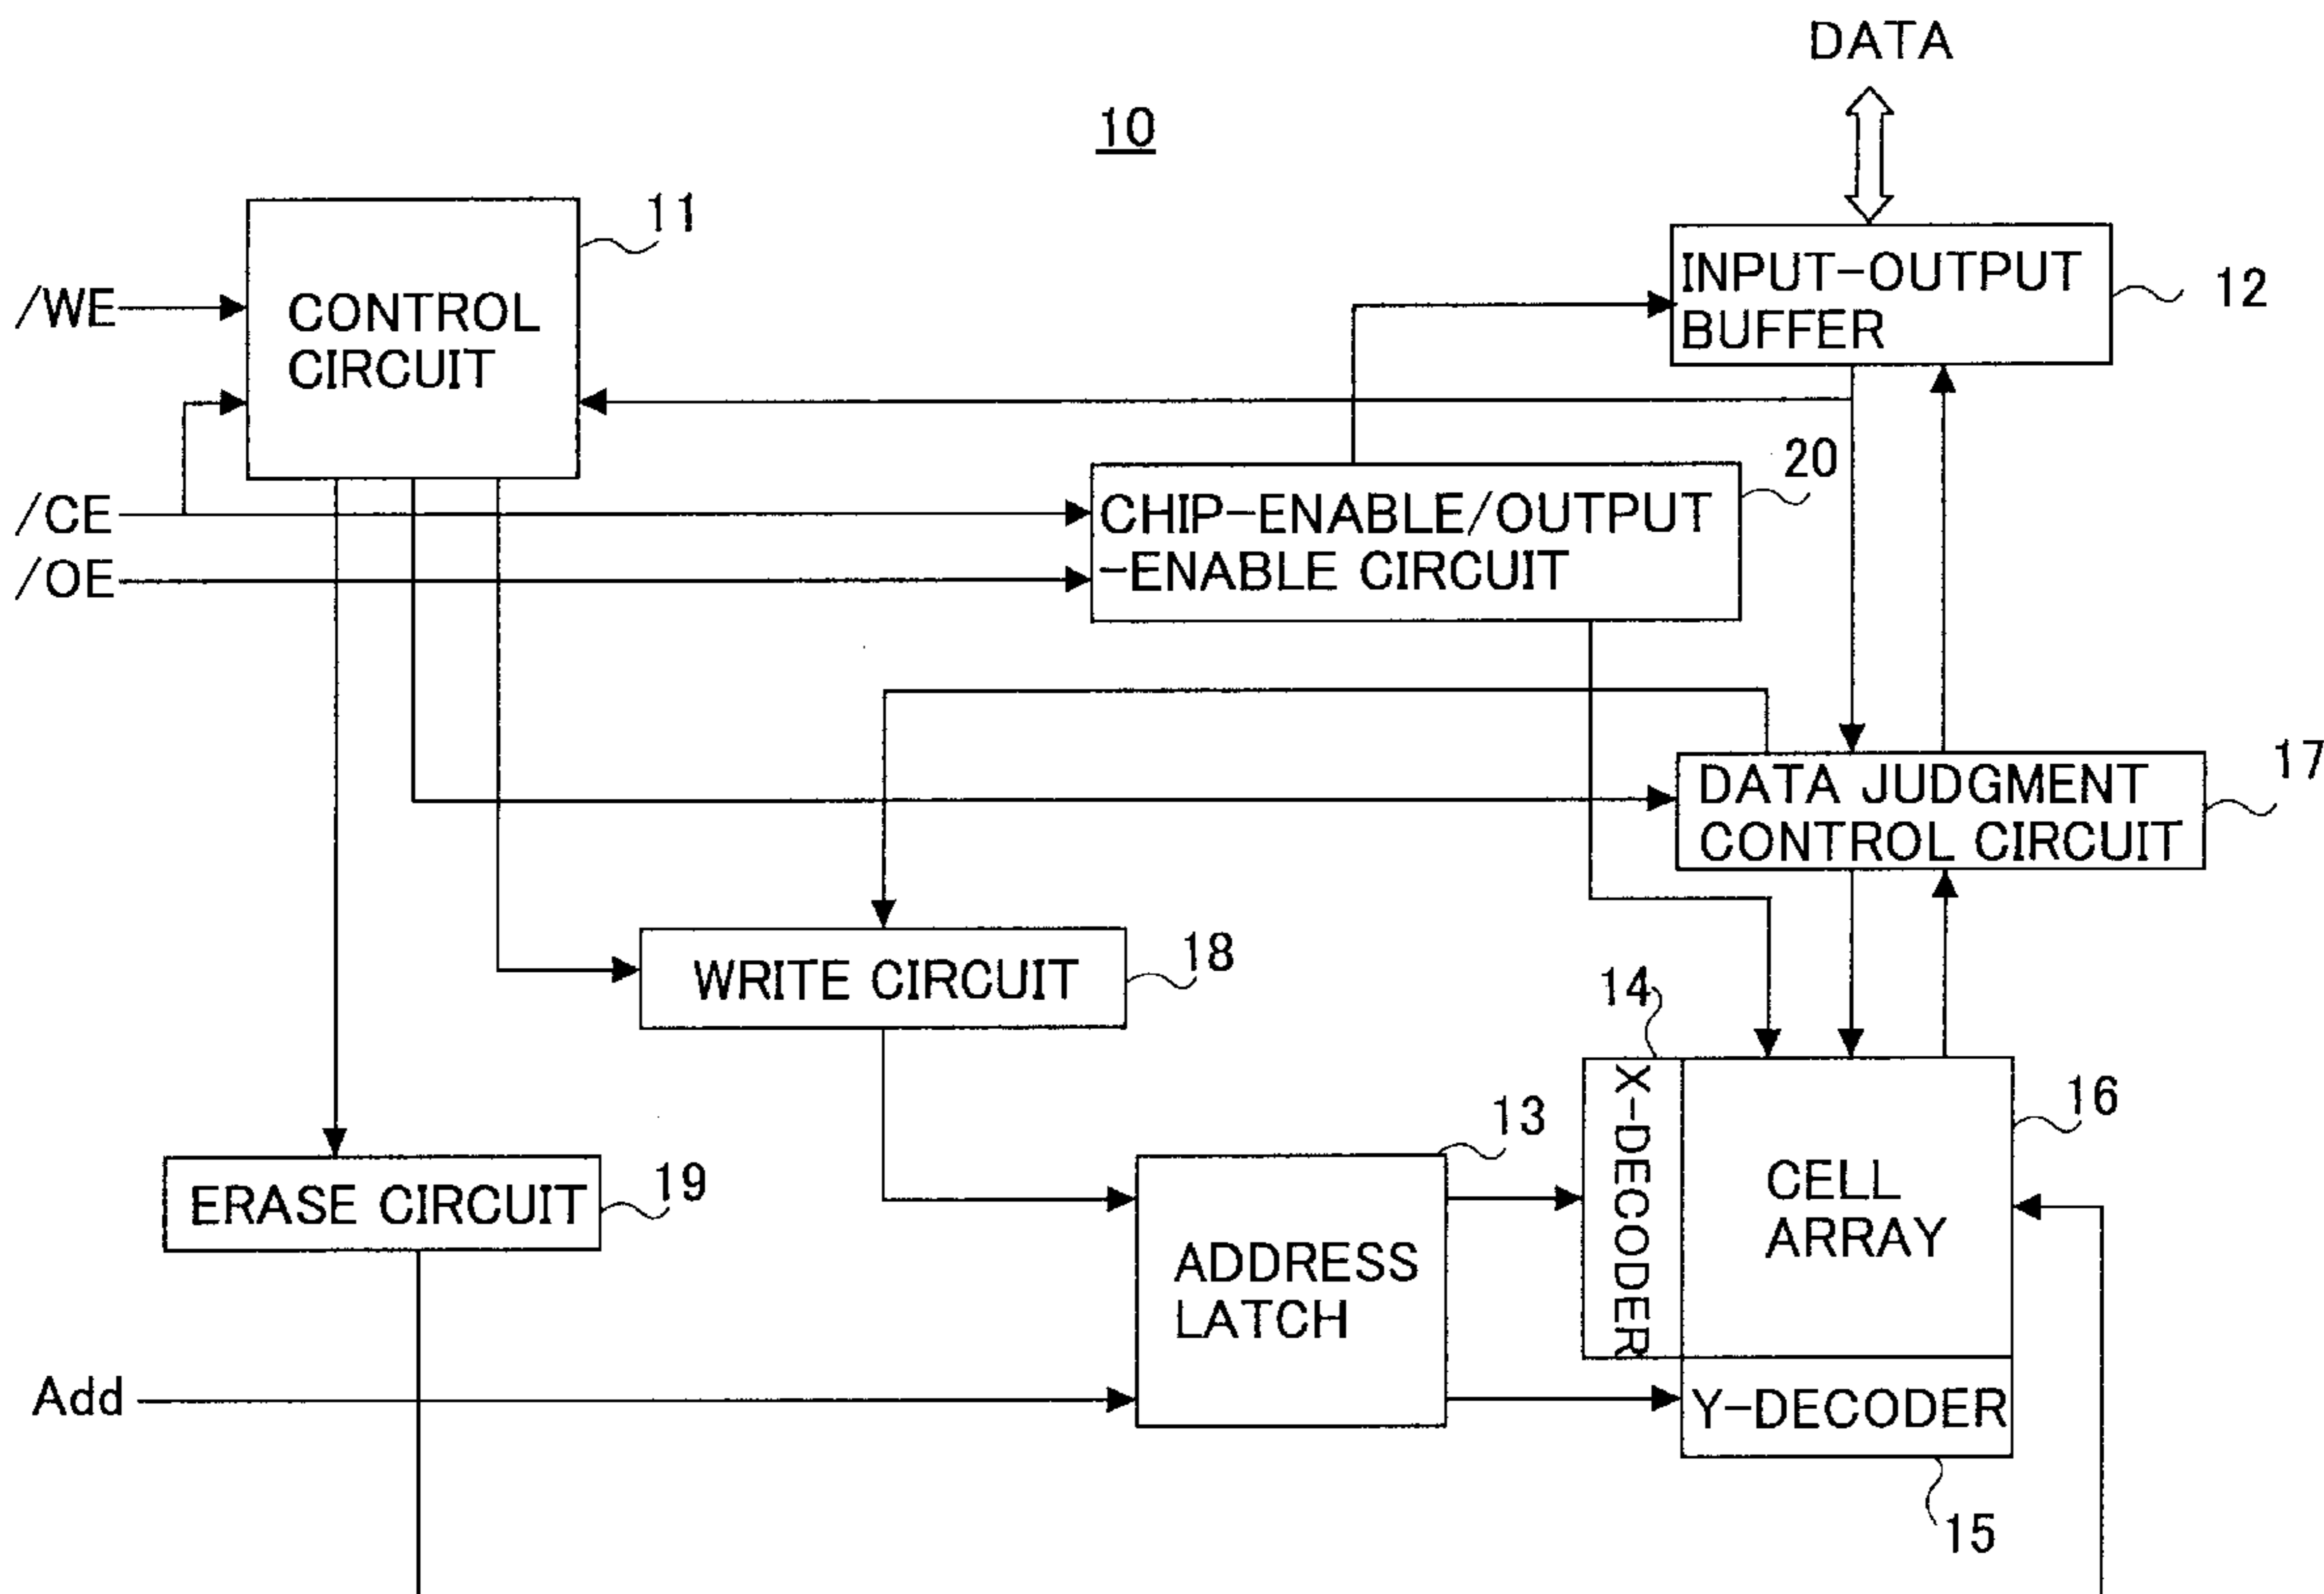 DATA
10
11
CONTROL
CIRCUIT
/WE
INPUT-OUTPUT
BUFFER
12
/CE
/OE
20
CHIP-ENABLE/OUTPUT
-ENABLE CIRCUIT
17
DATA JUDGMENT
CONTROL CIRCUIT
18
WRITE CIRCUIT
14
X-DECODER
16
CELL
ARRAY
13
ADDRESS
LATCH
19
ERASE CIRCUIT
Add
Y-DECODER
15